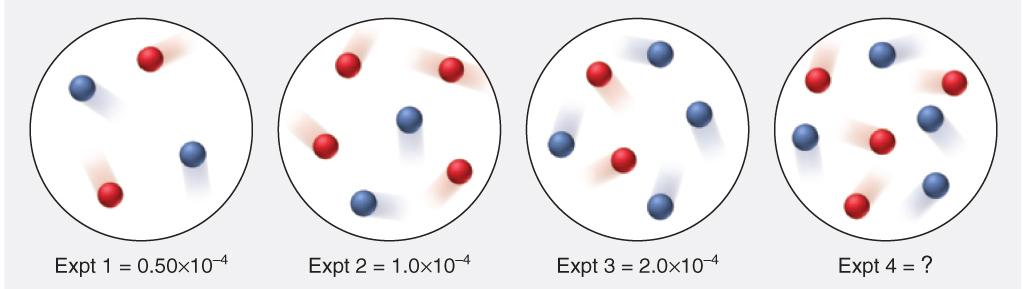 Expt 1 = 0.50×10⁻⁴
Expt 2 = 1.0×10⁻⁴
Expt 3 = 2.0×10⁻⁴
Expt 4 = ?